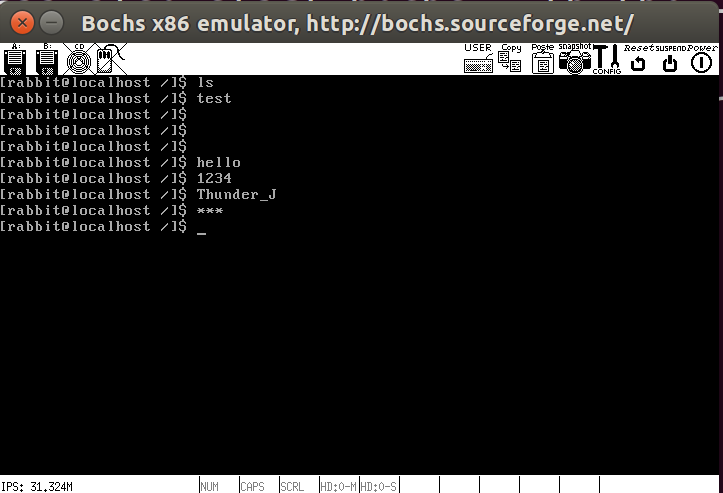 Bochs x86 emulator, http://bochs.sourceforge.net/
A: B: CD USER Copy Paste snapshot CONFIG Reset SUSPEND Power
[rabbit@localhost /]$ ls
[rabbit@localhost /]$ test
[rabbit@localhost /]$
[rabbit@localhost /]$
[rabbit@localhost /]$
[rabbit@localhost /]$ hello
[rabbit@localhost /]$ 1234
[rabbit@localhost /]$ Thunder_J
[rabbit@localhost /]$ ***
[rabbit@localhost /]$ _
IPS: 31.324M NUM CAPS SCRL HD:0-M HD:0-S